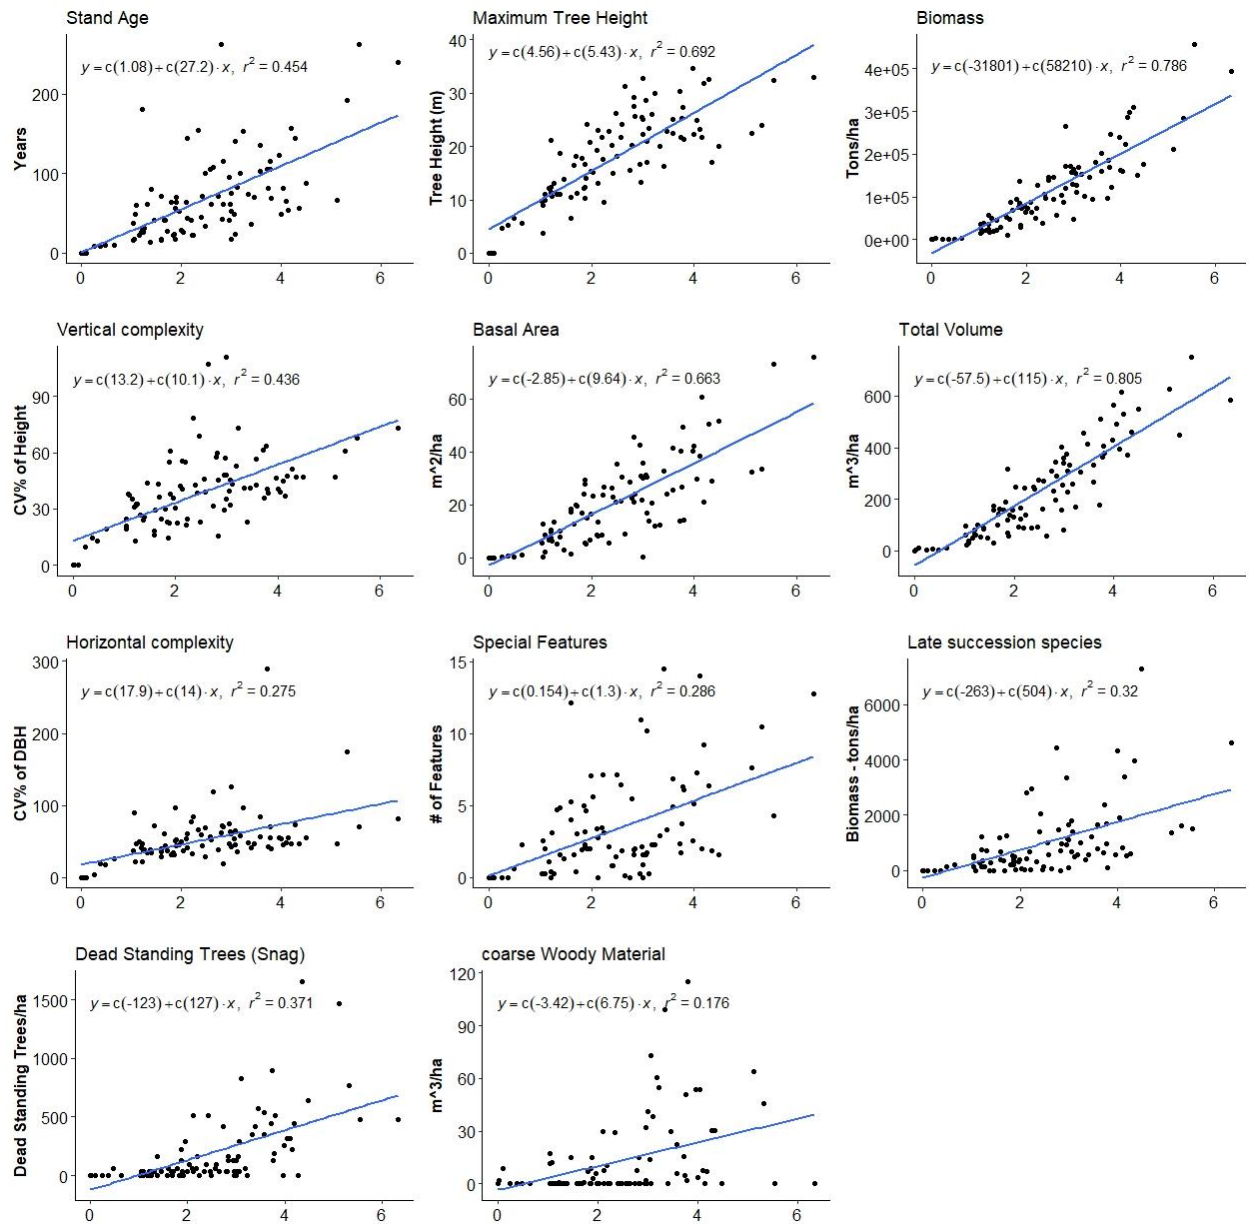 Stand Age
y = c(1.08) + c(27.2) · x, r² = 0.454
Years
200
100
0
0 2 4 6
Maximum Tree Height
y = c(4.56) + c(5.43) · x, r² = 0.692
Tree Height (m)
40
30
20
10
0
0 2 4 6
Biomass
y = c(-31801) + c(58210) · x, r² = 0.786
Tons/ha
4e+05
3e+05
2e+05
1e+05
0e+00
0 2 4 6
Vertical complexity
y = c(13.2) + c(10.1) · x, r² = 0.436
CV% of Height
90
60
30
0
0 2 4 6
Basal Area
y = c(-2.85) + c(9.64) · x, r² = 0.663
m^2/ha
60
40
20
0
0 2 4 6
Total Volume
y = c(-57.5) + c(115) · x, r² = 0.805
m^3/ha
600
400
200
0
0 2 4 6
Horizontal complexity
y = c(17.9) + c(14) · x, r² = 0.275
CV% of DBH
300
200
100
0
0 2 4 6
Special Features
y = c(0.154) + c(1.3) · x, r² = 0.286
# of Features
15
10
5
0
0 2 4 6
Late succession species
y = c(-263) + c(504) · x, r² = 0.32
Biomass - tons/ha
6000
4000
2000
0
0 2 4 6
Dead Standing Trees (Snag)
y = c(-123) + c(127) · x, r² = 0.371
Dead Standing Trees/ha
1500
1000
500
0
0 2 4 6
coarse Woody Material
y = c(-3.42) + c(6.75) · x, r² = 0.176
m^3/ha
120
90
60
30
0
0 2 4 6